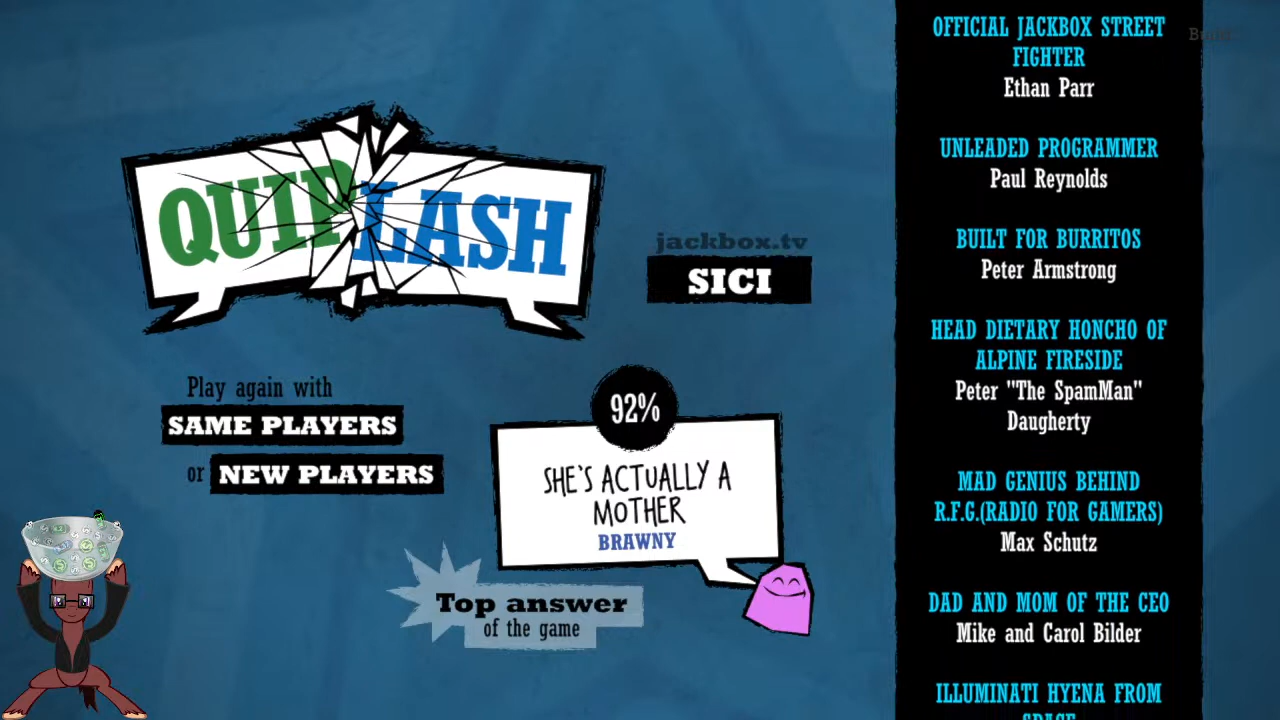 QUIPLASH
jackbox.tv
SICI
Play again with
SAME PLAYERS
or NEW PLAYERS
92%
SHE'S ACTUALLY A
MOTHER
BRAWNY
Top answer
of the game
OFFICIAL JACKBOX STREET
FIGHTER
Ethan Parr
UNLEADED PROGRAMMER
Paul Reynolds
BUILT FOR BURRITOS
Peter Armstrong
HEAD DIETARY HONCHO OF
ALPINE FIRESIDE
Peter "The SpamMan"
Daugherty
MAD GENIUS BEHIND
R.F.G.(RADIO FOR GAMERS)
Max Schutz
DAD AND MOM OF THE CEO
Mike and Carol Bilder
ILLUMINATI HYENA FROM
SPACE